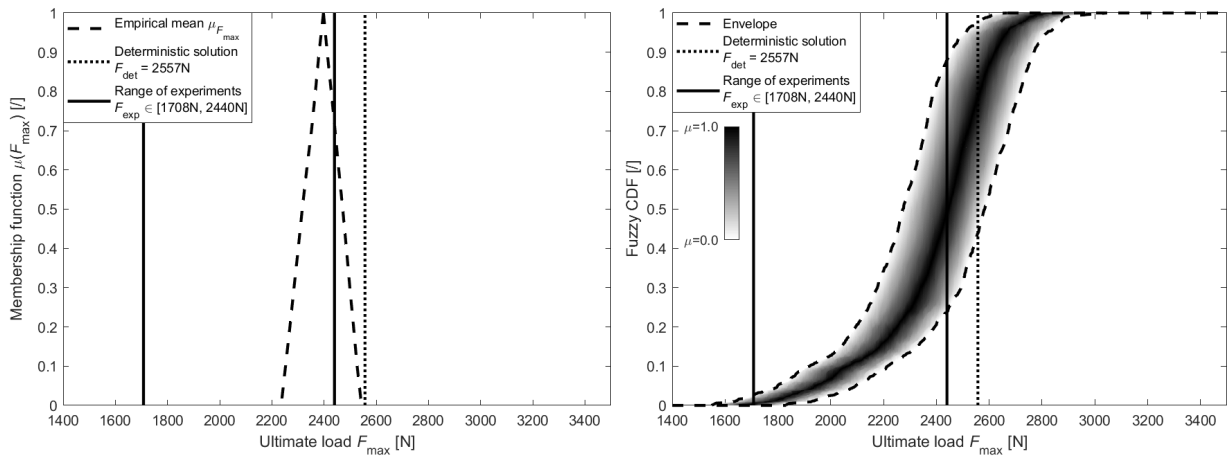 Empirical mean μ_Fmax
Deterministic solution
F_det = 2557N
Range of experiments
F_exp ∈ [1708N, 2440N]
Membership function μ(F_max) [/]
1
0.9
0.8
0.7
0.6
0.5
0.4
0.3
0.2
0.1
0
1400 1600 1800 2000 2200 2400 2600 2800 3000 3200 3400
Ultimate load F_max [N]
Envelope
Deterministic solution
F_det = 2557N
Range of experiments
F_exp ∈ [1708N, 2440N]
μ=1.0
μ=0.0
Fuzzy CDF [/]
1
0.9
0.8
0.7
0.6
0.5
0.4
0.3
0.2
0.1
0
1400 1600 1800 2000 2200 2400 2600 2800 3000 3200 3400
Ultimate load F_max [N]